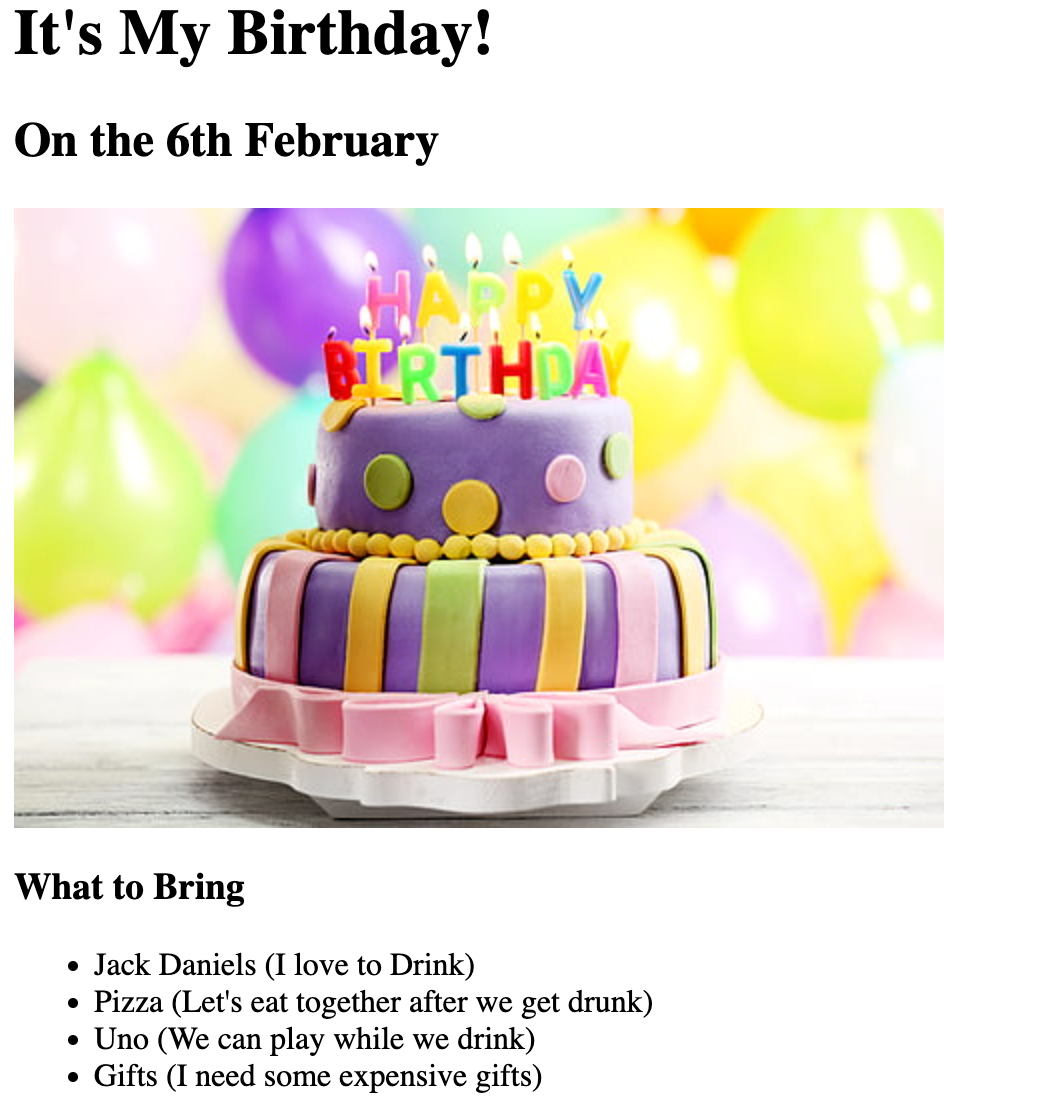 It's My Birthday!
On the 6th February
HAPPY
BIRTHDAY
What to Bring
• Jack Daniels (I love to Drink)
• Pizza (Let's eat together after we get drunk)
• Uno (We can play while we drink)
• Gifts (I need some expensive gifts)